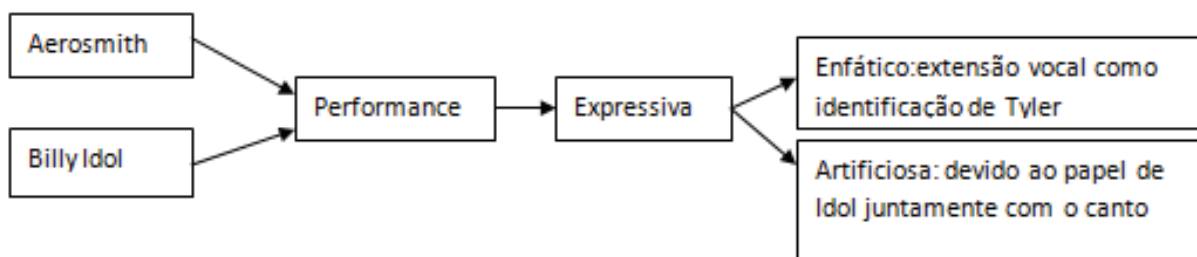 Aerosmith
Billy Idol
Performance
Expressiva
Enfático:extensão vocal como
identificação de Tyler
Artificiosa: devido ao papel de
Idol juntamente com o canto